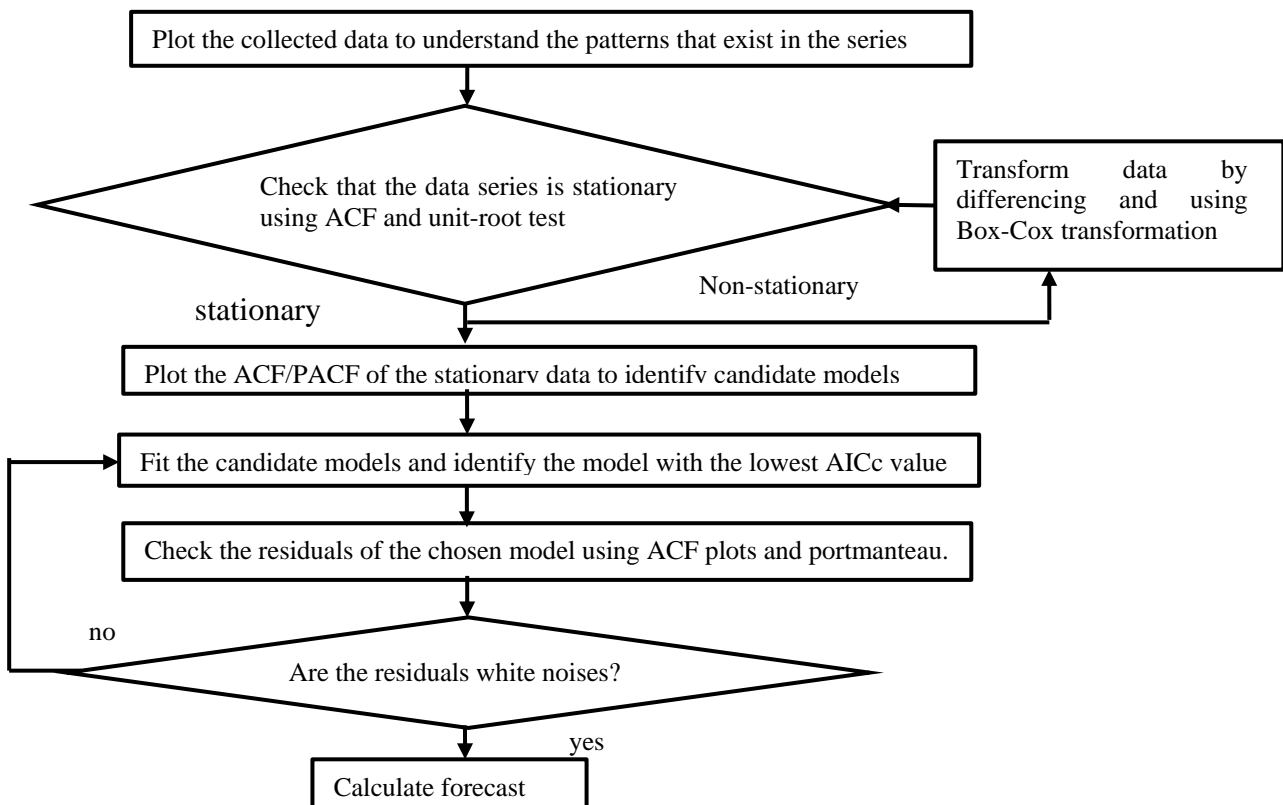 Plot the collected data to understand the patterns that exist in the series
Check that the data series is stationary
using ACF and unit-root test
Transform data by
differencing and using
Box-Cox transformation
Non-stationary
stationary
Plot the ACF/PACF of the stationary data to identify candidate models
Fit the candidate models and identify the model with the lowest AICc value
Check the residuals of the chosen model using ACF plots and portmanteau.
no
Are the residuals white noises?
yes
Calculate forecast